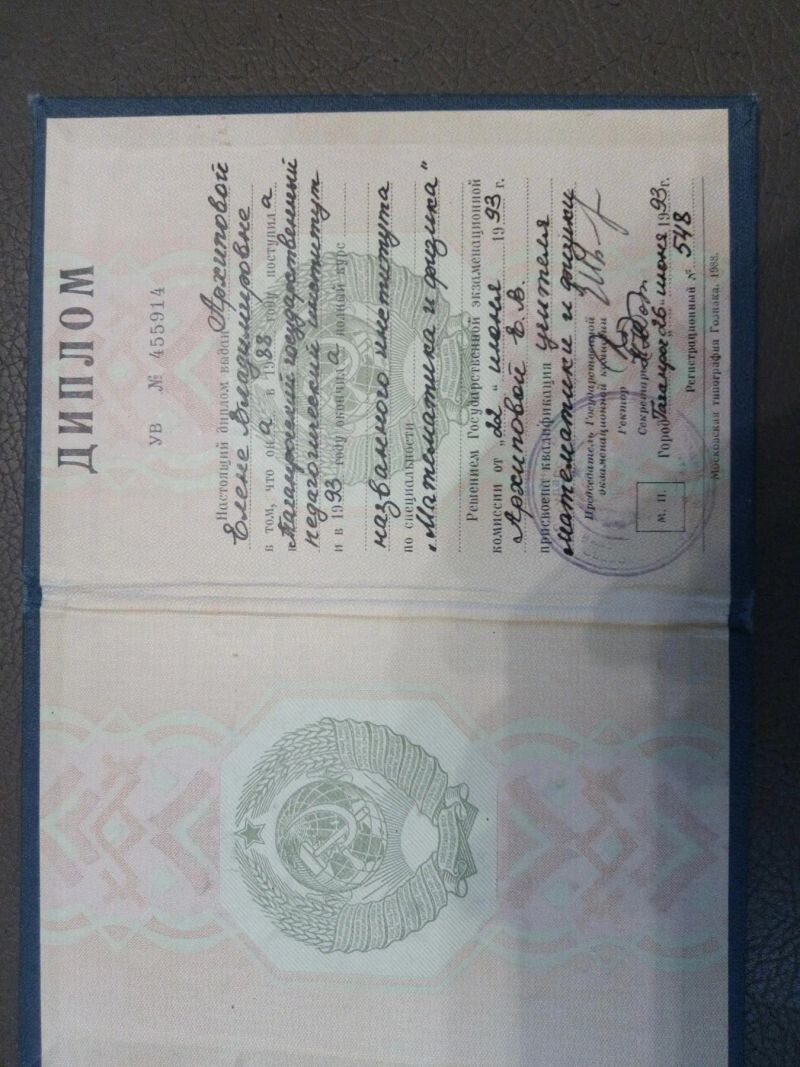 ДИПЛОМ
УВ № 455914
Настоящий диплом выдан Архиповой
Елене Владимировне
в том, что он а в 1988 году поступил а
в Таганрогский государственный
педагогический институт
и в 1993 году окончил а полный курс
названного института
по специальности
„Математика и физика"
Решением Государственной экзаменационной
комиссии от „22" июня 1993 г.
Архиповой Е. В.
присвоена квалификация учителя
математики и физики
Председатель Государственной
экзаменационной комиссии
Ректор
Секретарь
Город Таганрог „26" июня 1993 г.
М. П.
Регистрационный № 548
Московская типография Гознака. 1988.